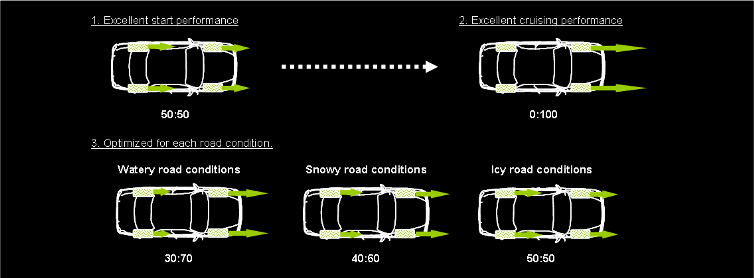 1. Excellent start performance
2. Excellent cruising performance
50:50
0:100
3. Optimized for each road condition.
Watery road conditions
Snowy road conditions
Icy road conditions
30:70
40:60
50:50